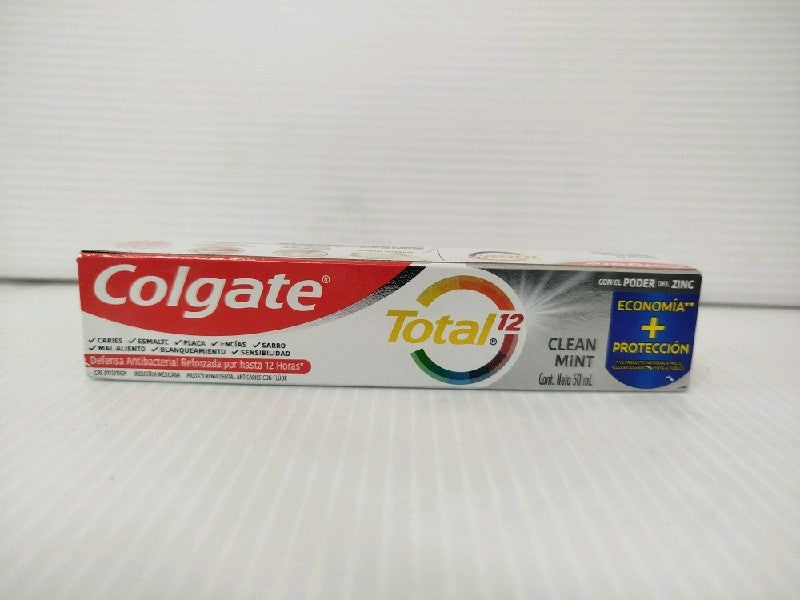 Colgate®
✓CARIES ✓ESMALTE ✓PLACA ✓ENCÍAS ✓SARRO
✓MAL ALIENTO ✓BLANQUEAMIENTO ✓SENSIBILIDAD
Defensa Antibacterial Reforzada por hasta 12 Horas*
INDUSTRIA MEXICANA
Total 12®
CLEAN
MINT
Cont. Neto 50 mL
CON EL PODER DEL ZINC
ECONOMÍA**
+
PROTECCIÓN